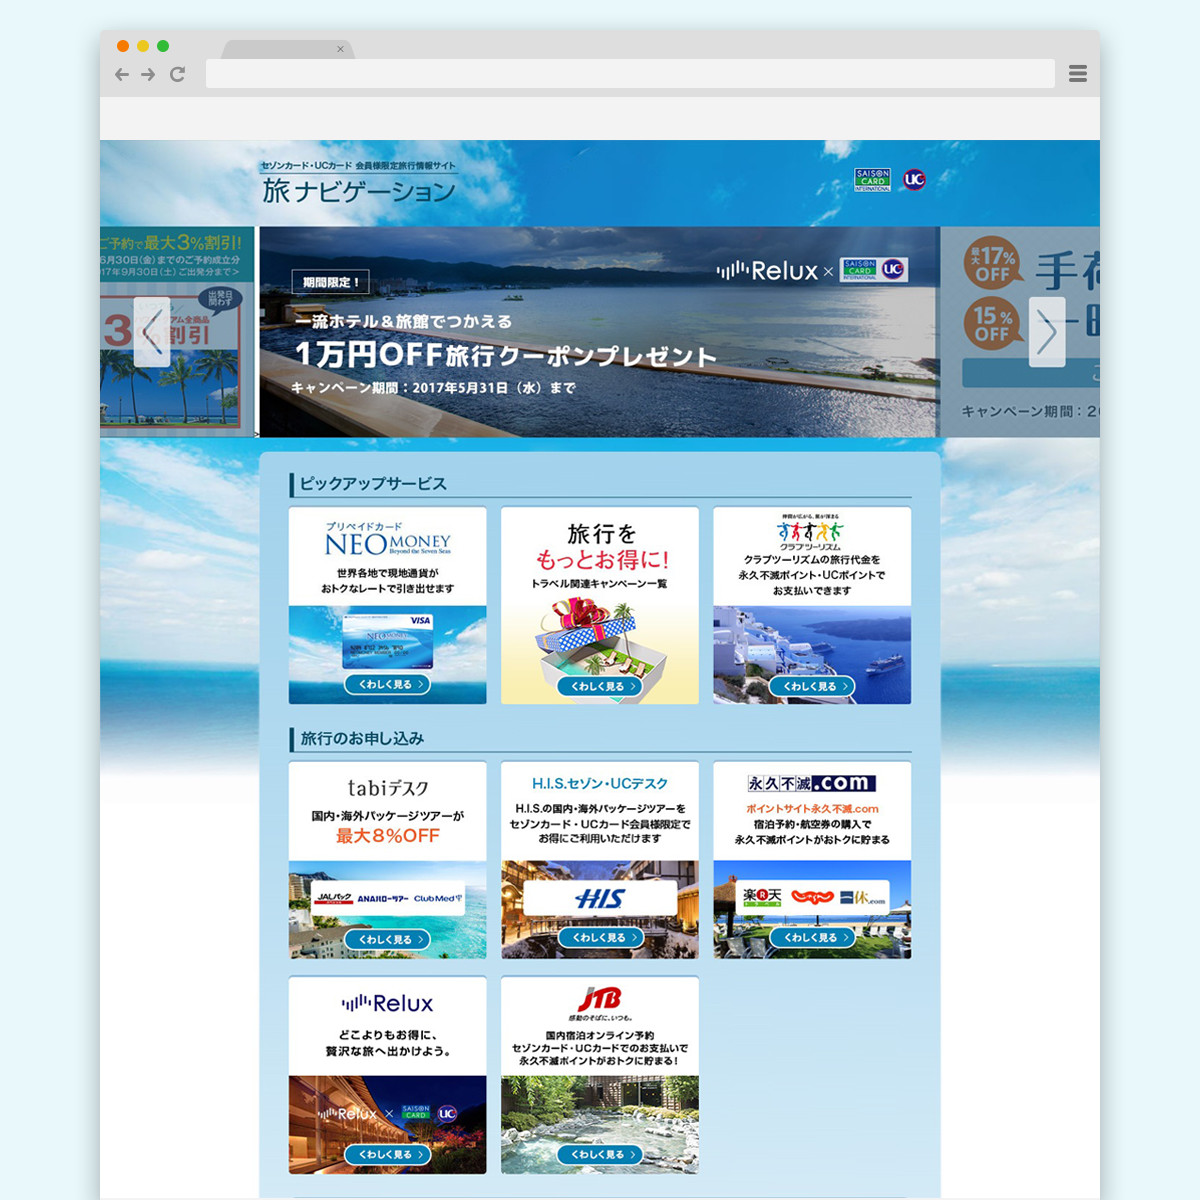 セゾンカード・UCカード 会員様限定旅行情報サイト
旅ナビゲーション
SAISON
CARD
INTERNATIONAL
UC
ご予約で最大3%割引!
6月30日(金)までのご予約成立分
17年9月30日(土)ご出発分まで>
出発日
問わず
割引
期間限定！
一流ホテル＆旅館でつかえる
1万円OFF旅行クーポンプレゼント
キャンペーン期間：2017年5月31日（水）まで
Relux × SAISON CARD INTERNATIONAL UC
最大17%
OFF
15%
OFF
手荷
一時
キャンペーン期間：20
ピックアップサービス
プリペイドカード
NEO MONEY
Beyond the Seven Seas
世界各地で現地通貨が
おトクなレートで引き出せます
VISA
NEO MONEY
くわしく見る
旅行を
もっとお得に!
トラベル関連キャンペーン一覧
くわしく見る
仲間が広がる、旅が深まる
クラブツーリズム
クラブツーリズムの旅行代金を
永久不滅ポイント・UCポイントで
お支払いできます
くわしく見る
旅行のお申し込み
tabiデスク
国内・海外パッケージツアーが
最大8%OFF
JALパック ANAハローツアー Club Med
くわしく見る
H.I.S.セゾン・UCデスク
H.I.S.の国内・海外パッケージツアーを
セゾンカード・UCカード会員様限定で
お得にご利用いただけます
HIS
くわしく見る
永久不滅.com
ポイントサイト永久不滅.com
宿泊予約・航空券の購入で
永久不滅ポイントがおトクに貯まる
楽R天 一休.com
くわしく見る
Relux
どこよりもお得に、
贅沢な旅へ出かけよう。
Relux × SAISON CARD UC
くわしく見る
JTB
感動のそばに、いつも。
国内宿泊オンライン予約
セゾンカード・UCカードでのお支払いで
永久不滅ポイントがおトクに貯まる!
くわしく見る